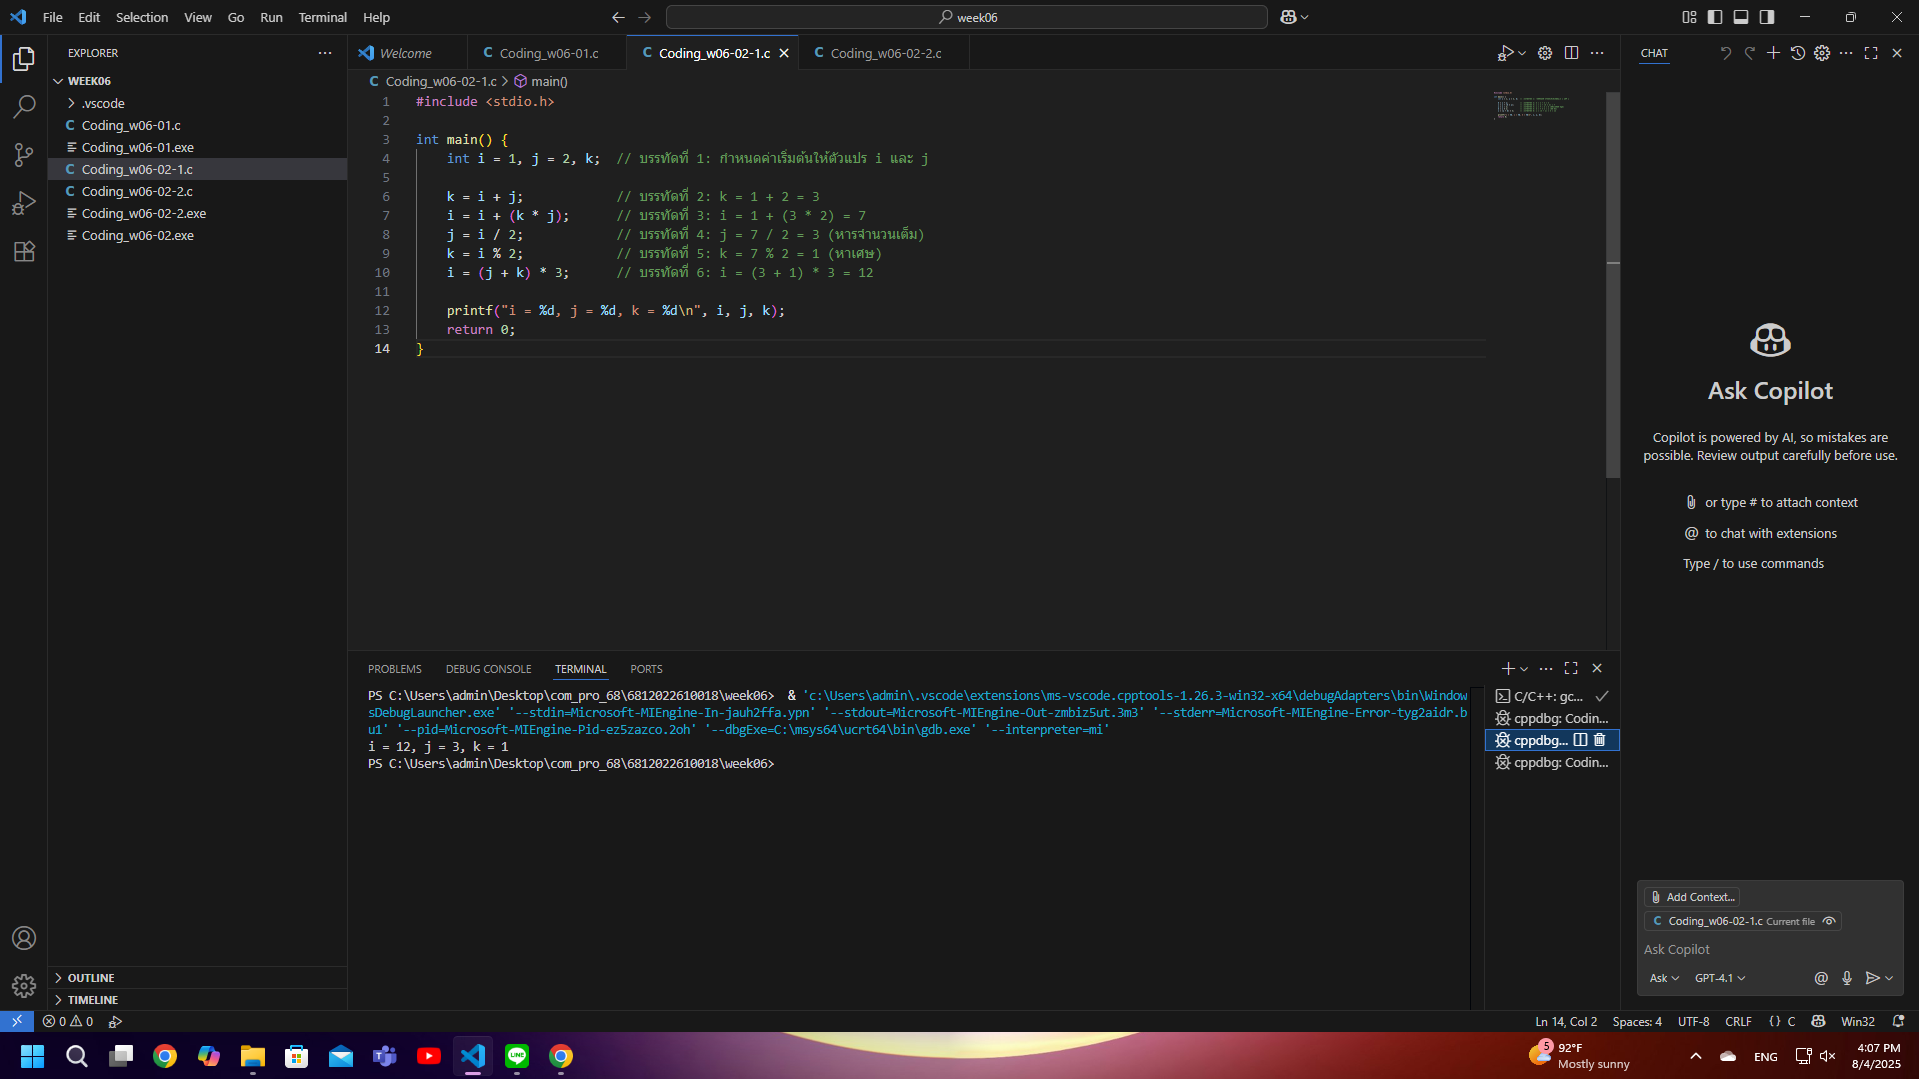 File Edit Selection View Go Run Terminal Help
week06
EXPLORER
WEEK06
.vscode
C Coding_w06-01.c
Coding_w06-01.exe
C Coding_w06-02-1.c
C Coding_w06-02-2.c
Coding_w06-02-2.exe
Coding_w06-02.exe
OUTLINE
TIMELINE
Welcome
C Coding_w06-01.c
C Coding_w06-02-1.c
C Coding_w06-02-2.c
C Coding_w06-02-1.c > main()
1 #include <stdio.h>
2
3 int main() {
4 int i = 1, j = 2, k; // บรรทัดที่ 1: กำหนดค่าเริ่มต้นให้ตัวแปร i และ j
5
6 k = i + j; // บรรทัดที่ 2: k = 1 + 2 = 3
7 i = i + (k * j); // บรรทัดที่ 3: i = 1 + (3 * 2) = 7
8 j = i / 2; // บรรทัดที่ 4: j = 7 / 2 = 3 (หารจำนวนเต็ม)
9 k = i % 2; // บรรทัดที่ 5: k = 7 % 2 = 1 (หาเศษ)
10 i = (j + k) * 3; // บรรทัดที่ 6: i = (3 + 1) * 3 = 12
11
12 printf("i = %d, j = %d, k = %d\n", i, j, k);
13 return 0;
14 }
PROBLEMS DEBUG CONSOLE TERMINAL PORTS
PS C:\Users\admin\Desktop\com_pro_68\6812022610018\week06> & 'c:\Users\admin\.vscode\extensions\ms-vscode.cpptools-1.26.3-win32-x64\debugAdapters\bin\Window
sDebugLauncher.exe' '--stdin=Microsoft-MIEngine-In-jauh2ffa.ypn' '--stdout=Microsoft-MIEngine-Out-zmbiz5ut.3m3' '--stderr=Microsoft-MIEngine-Error-tyg2aidr.b
u1' '--pid=Microsoft-MIEngine-Pid-ez5zazco.2oh' '--dbgExe=C:\msys64\ucrt64\bin\gdb.exe' '--interpreter=mi'
i = 12, j = 3, k = 1
PS C:\Users\admin\Desktop\com_pro_68\6812022610018\week06>
C/C++: gc...
cppdbg: Codin...
cppdbg...
cppdbg: Codin...
CHAT
Ask Copilot
Copilot is powered by AI, so mistakes are
possible. Review output carefully before use.
or type # to attach context
@ to chat with extensions
Type / to use commands
Add Context...
C Coding_w06-02-1.c Current file
Ask Copilot
Ask GPT-4.1
0 0
Ln 14, Col 2 Spaces: 4 UTF-8 CRLF {} C Win32
5
92°F
Mostly sunny
LINE
ENG
4:07 PM
8/4/2025